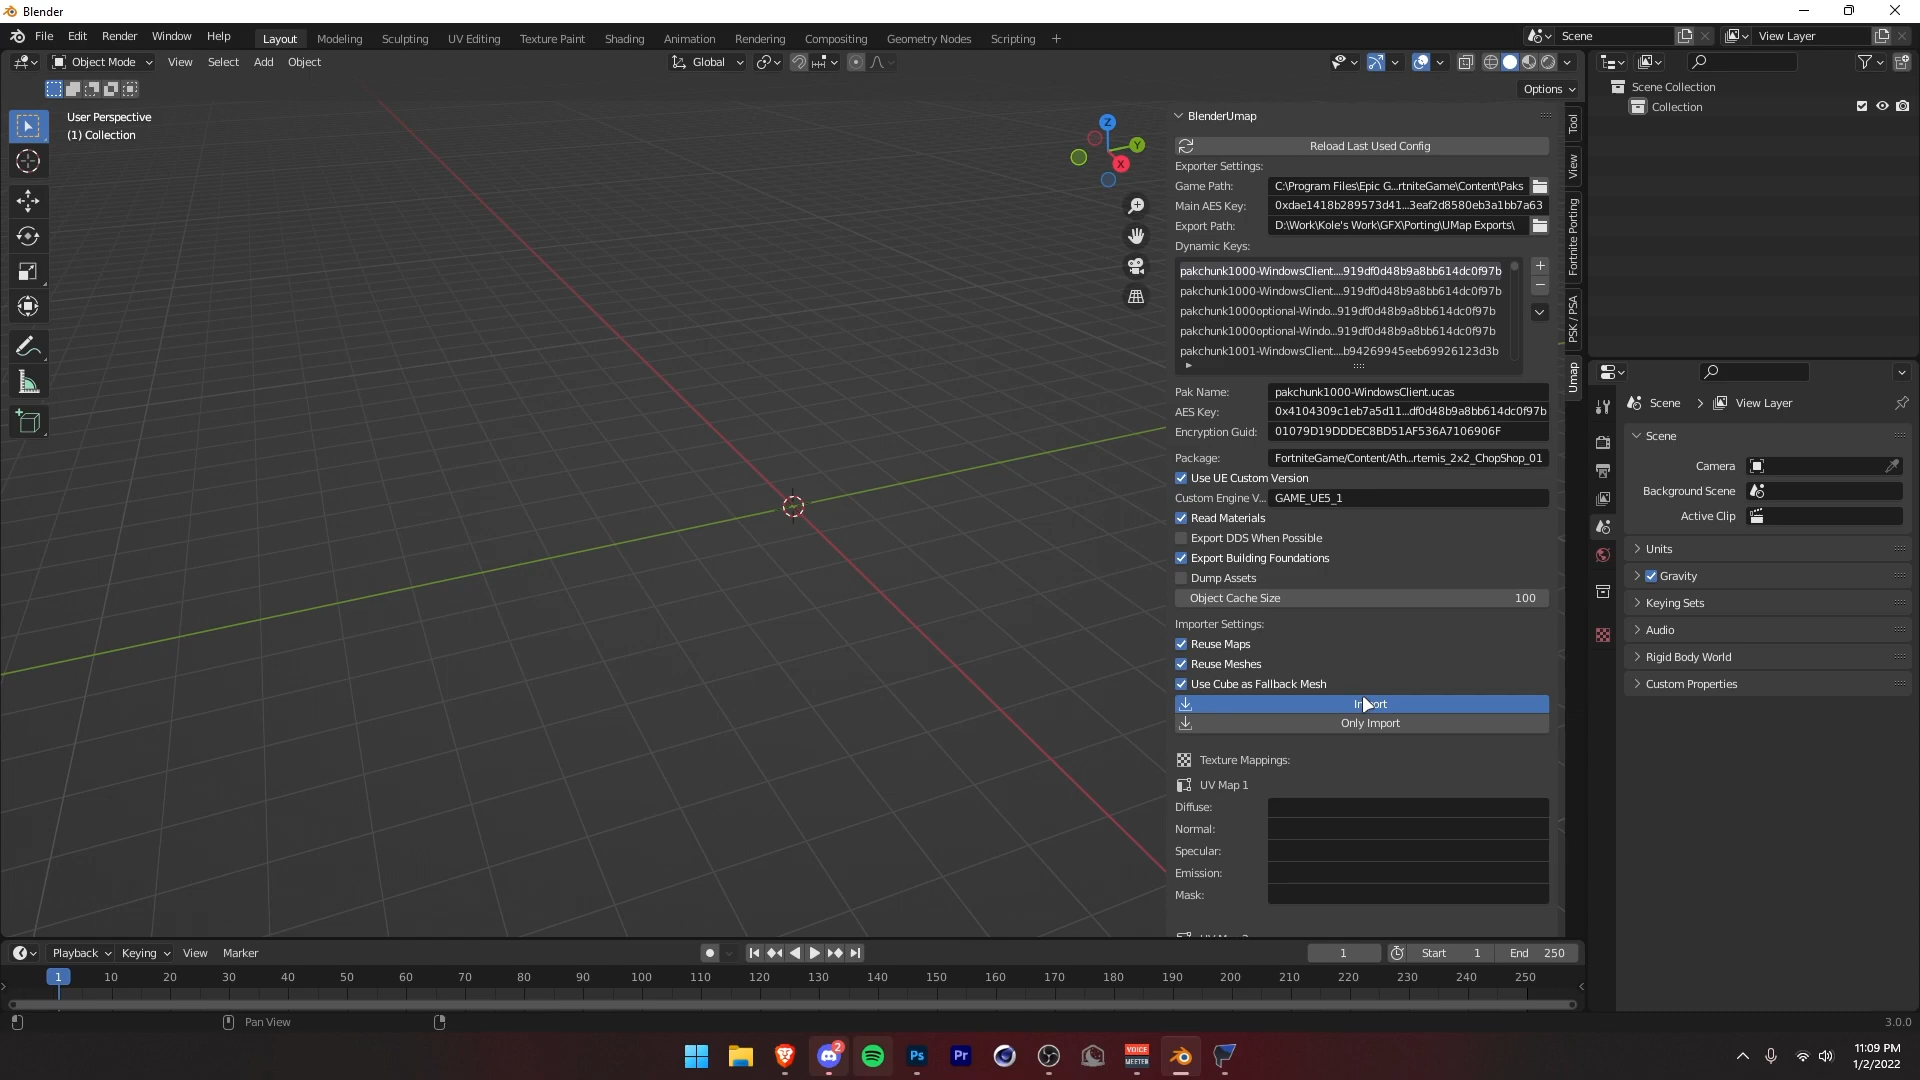 Blender
File Edit Render Window Help Layout Modeling Sculpting UV Editing Texture Paint Shading Animation Rendering Compositing Geometry Nodes Scripting + Scene View Layer
Object Mode View Select Add Object Global
Options
User Perspective
(1) Collection
Z
Y
X
BlenderUmap
Reload Last Used Config
Exporter Settings:
Game Path: C:\Program Files\Epic G...rtniteGame\Content\Paks
Main AES Key: 0xdae1418b289573d41...3eaf2d8580eb3a1bb7a63
Export Path: D:\Work\Kole's Work\GFX\Porting\UMap Exports\
Dynamic Keys:
pakchunk1000-WindowsClient....919df0d48b9a8bb614dc0f97b
pakchunk1000-WindowsClient....919df0d48b9a8bb614dc0f97b
pakchunk1000optional-Windo...919df0d48b9a8bb614dc0f97b
pakchunk1000optional-Windo...919df0d48b9a8bb614dc0f97b
pakchunk1001-WindowsClient....b94269945eeb69926123d3b
Pak Name: pakchunk1000-WindowsClient.ucas
AES Key: 0x4104309c1eb7a5d11...df0d48b9a8bb614dc0f97b
Encryption Guid: 01079D19DDDEC8BD51AF536A7106906F
Package: FortniteGame/Content/Ath...rtemis_2x2_ChopShop_01
Use UE Custom Version
Custom Engine V... GAME_UE5_1
Read Materials
Export DDS When Possible
Export Building Foundations
Dump Assets
Object Cache Size 100
Importer Settings:
Reuse Maps
Reuse Meshes
Use Cube as Fallback Mesh
Only Import
Texture Mappings:
UV Map 1
Diffuse:
Normal:
Specular:
Emission:
Mask:
Tool
View
Fortnite Porting
PSK / PSA
Umap
Scene Collection
Collection
Scene > View Layer
Scene
Camera
Background Scene
Active Clip
Units
Gravity
Keying Sets
Audio
Rigid Body World
Custom Properties
Playback Keying View Marker 1 Start 1 End 250
1 10 20 30 40 50 60 70 80 90 100 110 120 130 140 150 160 170 180 190 200 210 220 230 240 250
Pan View 3.0.0
2 Ps Pr VOICE MEETER
11:09 PM
1/2/2022